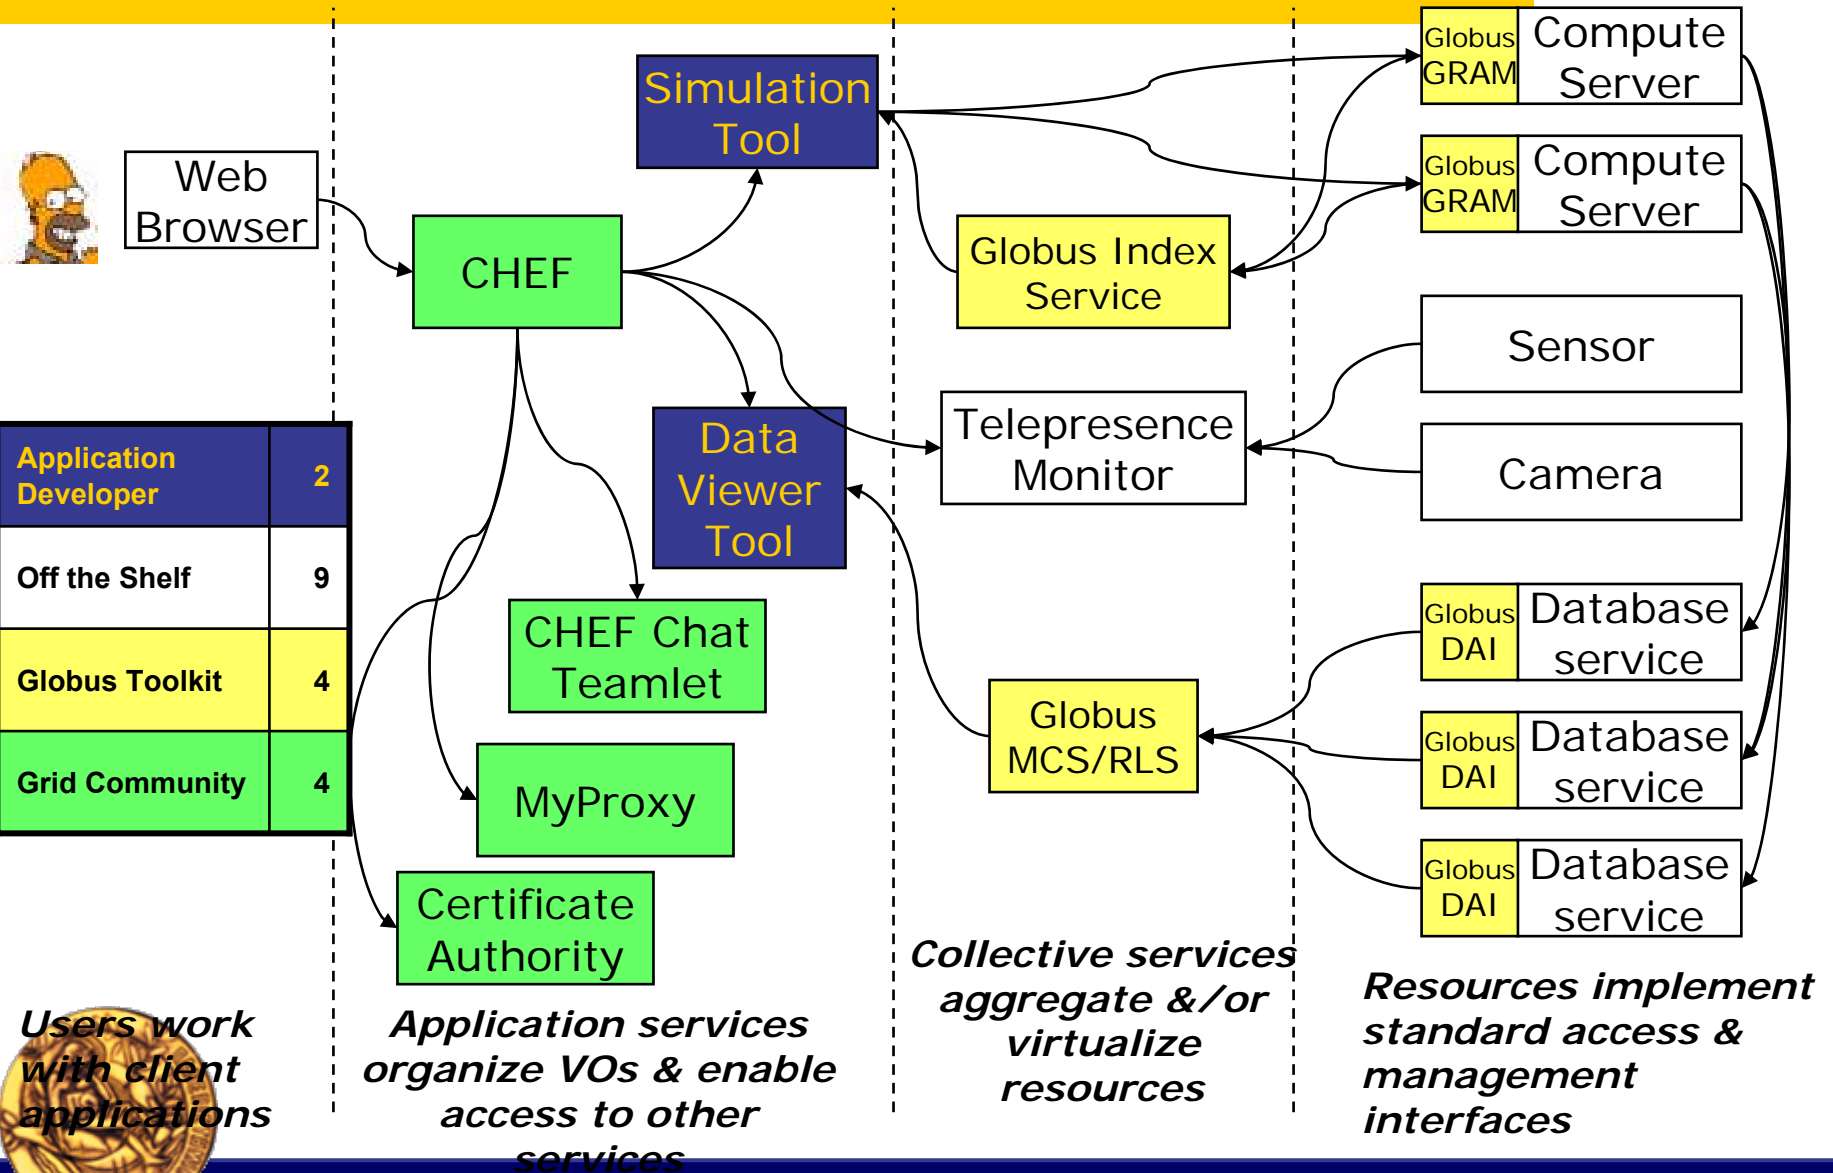 Simulation
Tool
Globus
GRAM
Compute
Server
Globus
GRAM
Compute
Server
Web
Browser
CHEF
Globus Index
Service
Sensor
Camera
Telepresence
Monitor
Data
Viewer
Tool
Application
Developer
2
Off the Shelf
9
Globus Toolkit
4
Grid Community
4
CHEF Chat
Teamlet
MyProxy
Certificate
Authority
Globus
MCS/RLS
Globus
DAI
Database
service
Globus
DAI
Database
service
Globus
DAI
Database
service
Users work
with client
applications
Application services
organize VOs & enable
access to other
services
Collective services
aggregate &/or
virtualize
resources
Resources implement
standard access &
management
interfaces